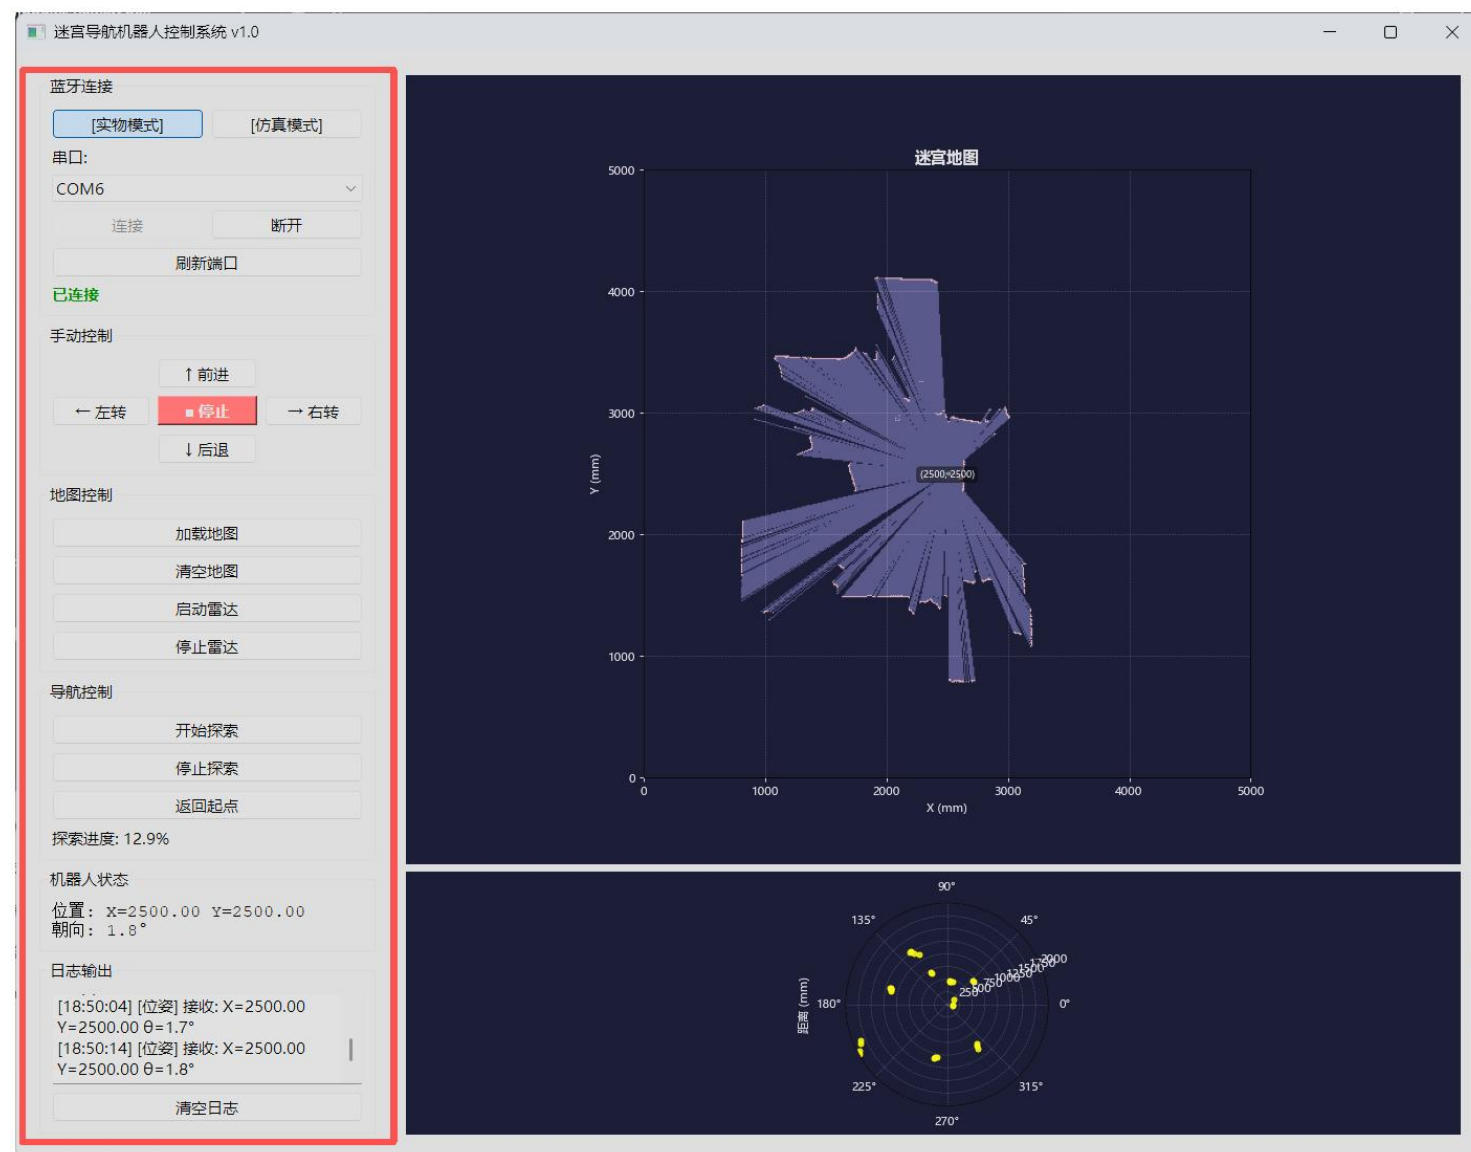 迷宫导航机器人控制系统 v1.0
蓝牙连接
[实物模式] [仿真模式]
串口:
COM6
连接 断开
刷新端口
已连接
手动控制
↑ 前进
← 左转 ■ 停止 → 右转
↓ 后退
地图控制
加载地图
清空地图
启动雷达
停止雷达
导航控制
开始探索
停止探索
返回起点
探索进度: 12.9%
机器人状态
位置: X=2500.00 Y=2500.00
朝向: 1.8°
日志输出
[18:50:04] [位姿] 接收: X=2500.00
Y=2500.00 θ=1.7°
[18:50:14] [位姿] 接收: X=2500.00
Y=2500.00 θ=1.8°
清空日志
迷宫地图
5000
4000
3000
2000
1000
0
Y (mm)
(2500, 2500)
0 1000 2000 3000 4000 5000
X (mm)
90°
135° 45°
180° 0°
225° 315°
270°
距离 (mm)
250 500 750 1000 1250 1500 1750 2000